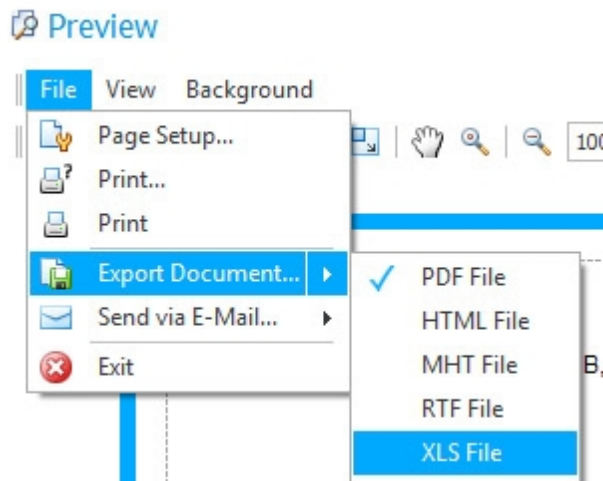 Preview
File View Background
Page Setup...
100
Print...
Print
Export Document...
PDF File
Send via E-Mail...
HTML File
Exit
MHT File
B,
RTF File
XLS File